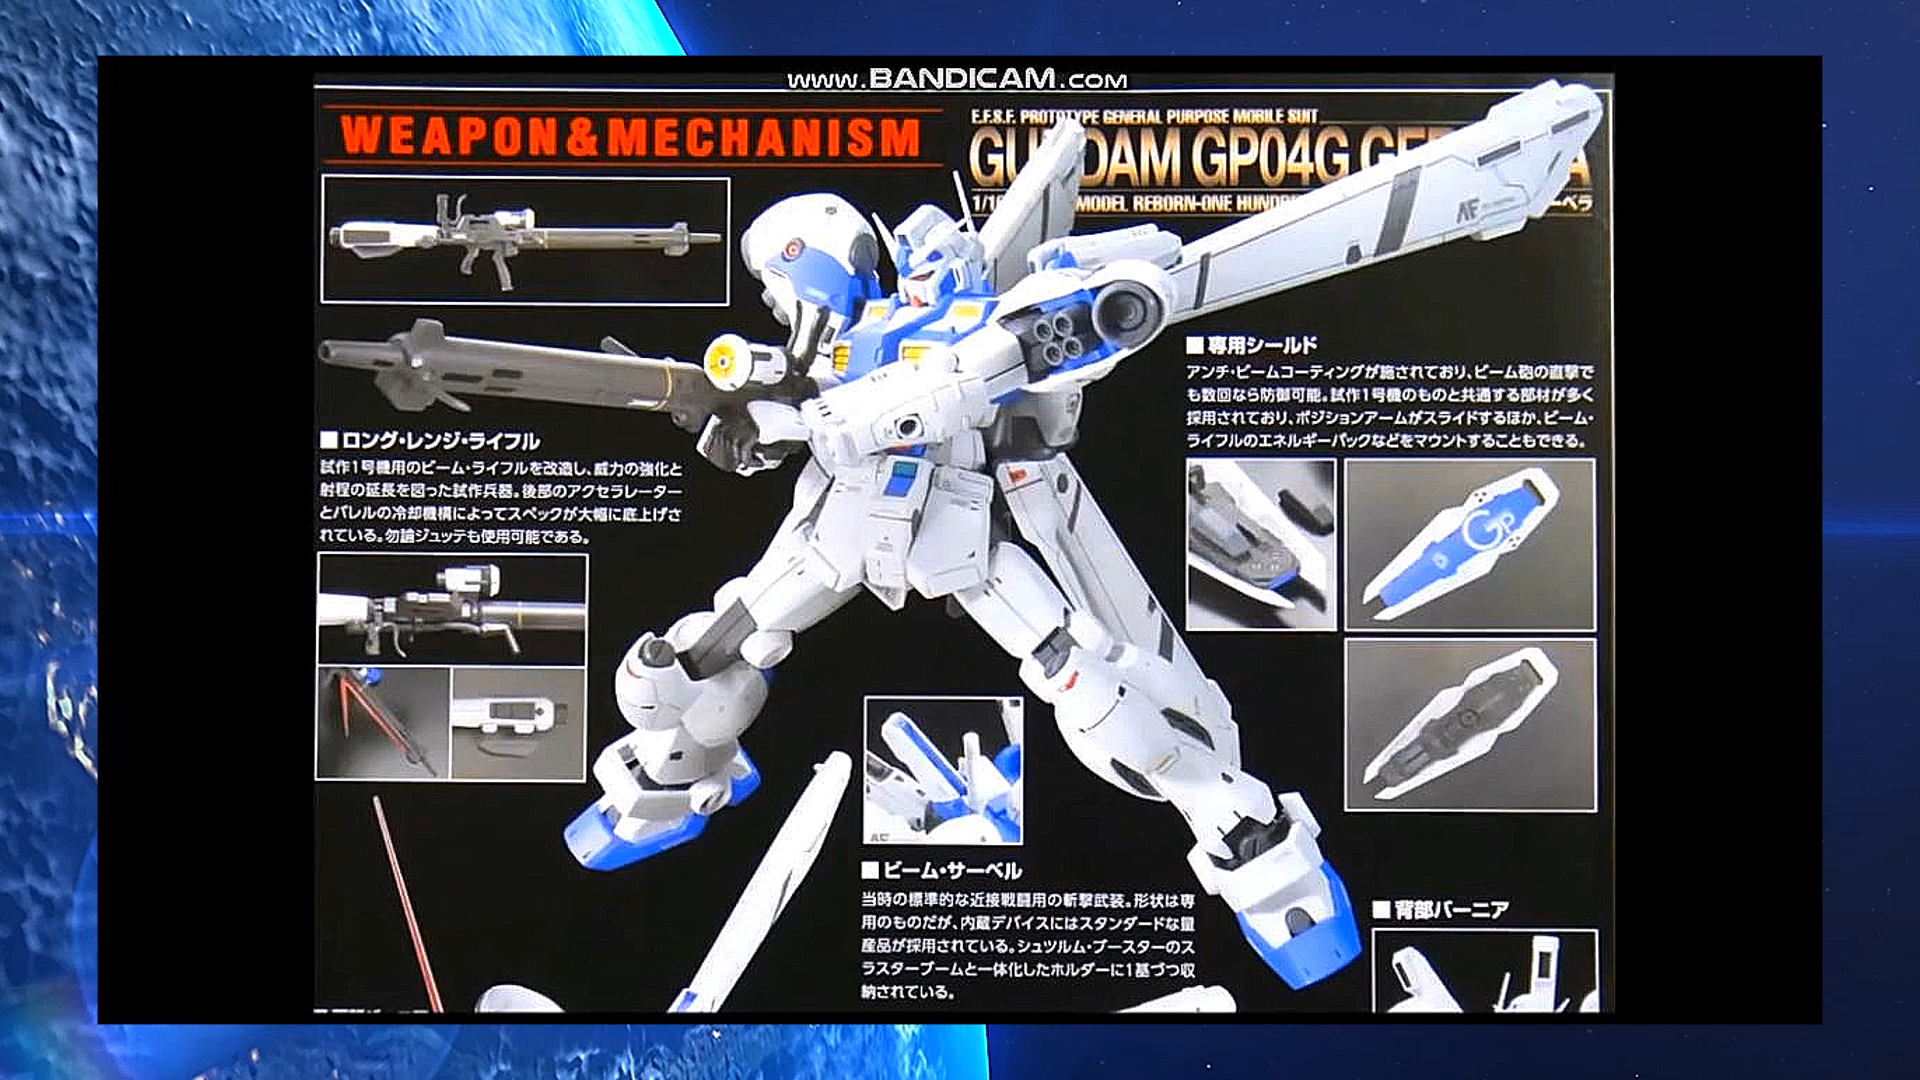 www.BANDICAM.com
WEAPON&MECHANISM
E.F.S.F. PROTOTYPE GENERAL PURPOSE MOBILE SUIT
GP04G
MODEL REBORN-ONE
AE
■専用シールド
アンチ・ビームコーティングが施されており、ビーム砲の直撃で
も数回なら防御可能。試作1号機のものと共通する部材が多く
採用されており、ポジションアームがスライドするほか、ビーム・
ライフルのエネルギーパックなどをマウントすることもできる。
Gp
■ロング・レンジ・ライフル
試作1号機用のビーム・ライフルを改造し、威力の強化と
射程の延長を図った試作兵器。後部のアクセラレーター
とバレルの冷却機構によってスペックが大幅に底上げさ
れている。勿論ジュッテも使用可能である。
■ビーム・サーベル
当時の標準的な近接戦闘用の斬撃武装。形状は専
用のものだが、内蔵デバイスにはスタンダードな量
産品が採用されている。シュツルム・ブースターのス
ラスターブームと一体化したホルダーに1基づつ収
納されている。
■背部バーニア